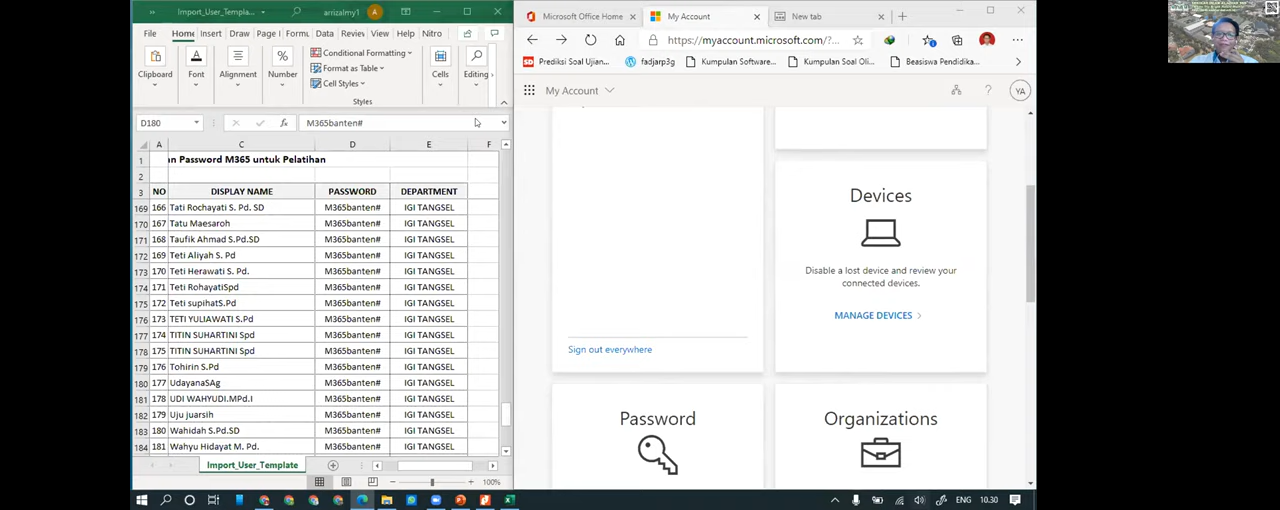 Import_User_Templa...
arrizalmy1
A
File
Home
Insert
Draw
Page l
Formu
Data
Review
View
Help
Nitro
Clipboard
Font
Alignment
Number
Conditional Formatting
Format as Table
Cell Styles
Styles
Cells
Editing
D180
fx
M365banten#
A
C
D
E
F
1
n Password M365 untuk Pelatihan
2
3 NO DISPLAY NAME PASSWORD DEPARTMENT
169 166 Tati Rochayati S. Pd. SD M365banten# IGI TANGSEL
170 167 Tatu Maesaroh M365banten# IGI TANGSEL
171 168 Taufik Ahmad S.Pd.SD M365banten# IGI TANGSEL
172 169 Teti Aliyah S. Pd M365banten# IGI TANGSEL
173 170 Teti Herawati S. Pd. M365banten# IGI TANGSEL
174 171 Teti RohayatiSpd M365banten# IGI TANGSEL
175 172 Teti supihatS.Pd M365banten# IGI TANGSEL
176 173 TETI YULIAWATI S.Pd M365banten# IGI TANGSEL
177 174 TITIN SUHARTINI Spd M365banten# IGI TANGSEL
178 175 TITIN SUHARTINI Spd M365banten# IGI TANGSEL
179 176 Tohirin S.Pd M365banten# IGI TANGSEL
180 177 UdayanaSAg M365banten# IGI TANGSEL
181 178 UDI WAHYUDI.MPd.I M365banten# IGI TANGSEL
182 179 Uju juarsih M365banten# IGI TANGSEL
183 180 Wahidah S.Pd.SD M365banten# IGI TANGSEL
184 181 Wahyu Hidayat M. Pd. M365banten# IGI TANGSEL
Import_User_Template
100%
Microsoft Office Home
My Account
New tab
https://myaccount.microsoft.com/?...
Prediksi Soal Ujian...
fadjarp3g
Kumpulan Software...
Kumpulan Soal Oli...
Beasiswa Pendidika...
My Account
YA
Sign out everywhere
Devices
Disable a lost device and review your
connected devices.
MANAGE DEVICES
Password
Organizations
ENG
10.30